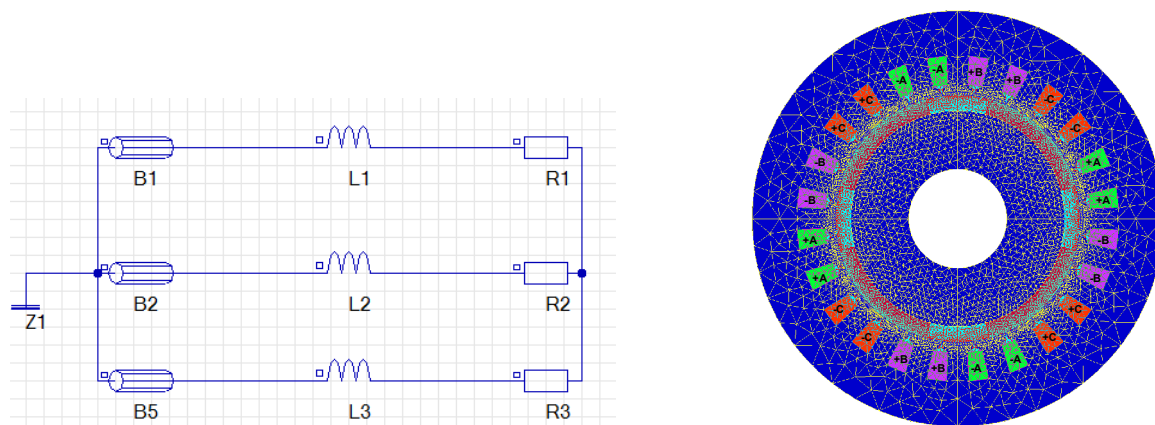 B1 L1 R1
B2 L2 R2
Z1
B5 L3 R3
-A -A +B +B
+C -C
+C -C
-B +A
-B +A
+A -B
+A -B
-C +C
-C +C
+B +B -A -A